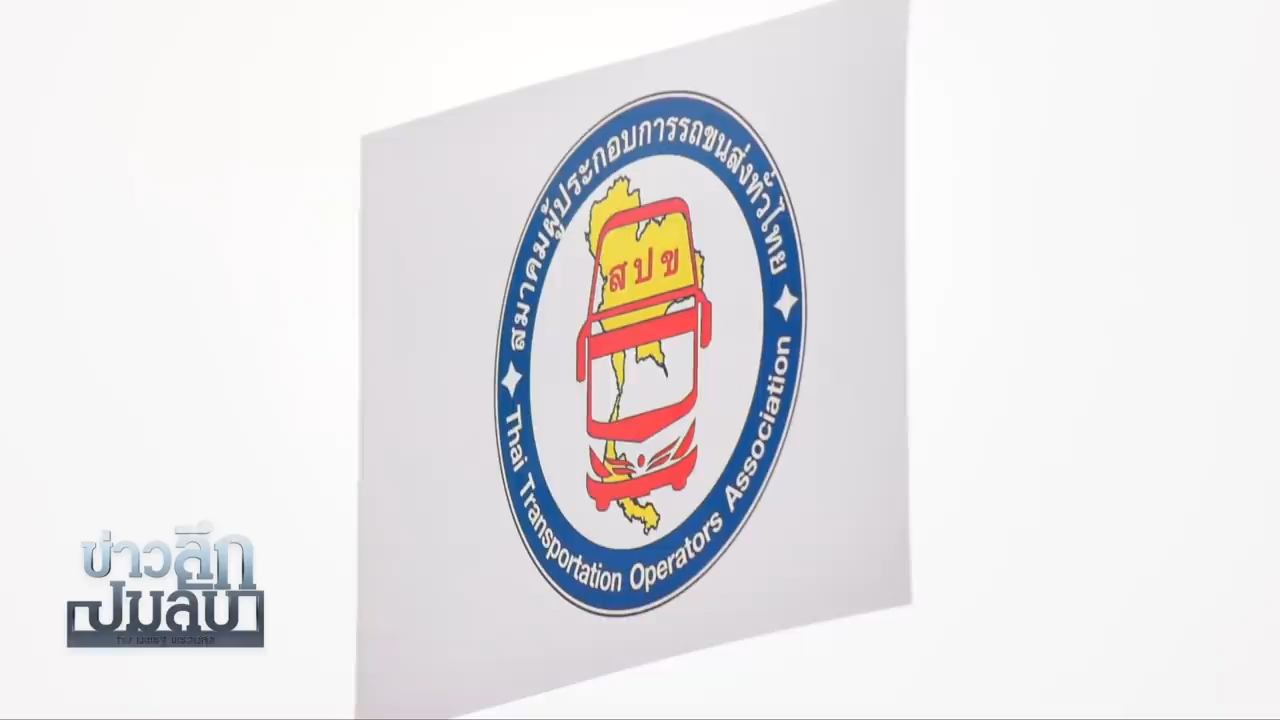 สมาคมผู้ประกอบการรถขนส่งทั่วไทย
สปข
Thai Transportation Operators Association
ข่าวลึก
ปมลับ